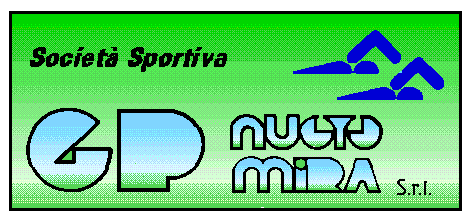 Società Sportiva
GP NUOTO
MIRA S.r.l.